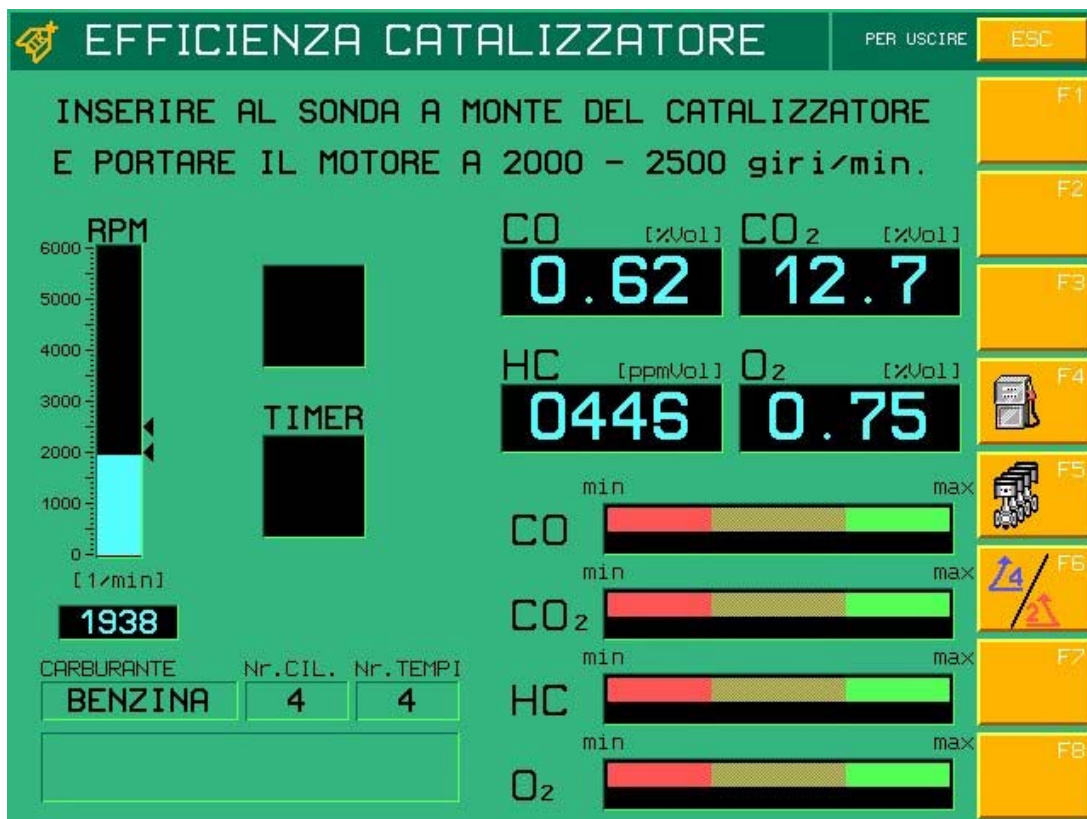 EFFICIENZA CATALIZZATORE
PER USCIRE
ESC
INSERIRE AL SONDA A MONTE DEL CATALIZZATORE
E PORTARE IL MOTORE A 2000 - 2500 giri/min.
F1
F2
F3
F4
F5
F6
F7
F8
RPM
6000
5000
4000
3000
2000
1000
0
[1/min]
1938
TIMER
CO [%Vol]
0.62
CO₂ [%Vol]
12.7
HC [ppmVol]
0446
O₂ [%Vol]
0.75
min max
CO
min max
CO₂
min max
HC
min max
O₂
4/2
CARBURANTE Nr.CIL. Nr.TEMPI
BENZINA 4 4